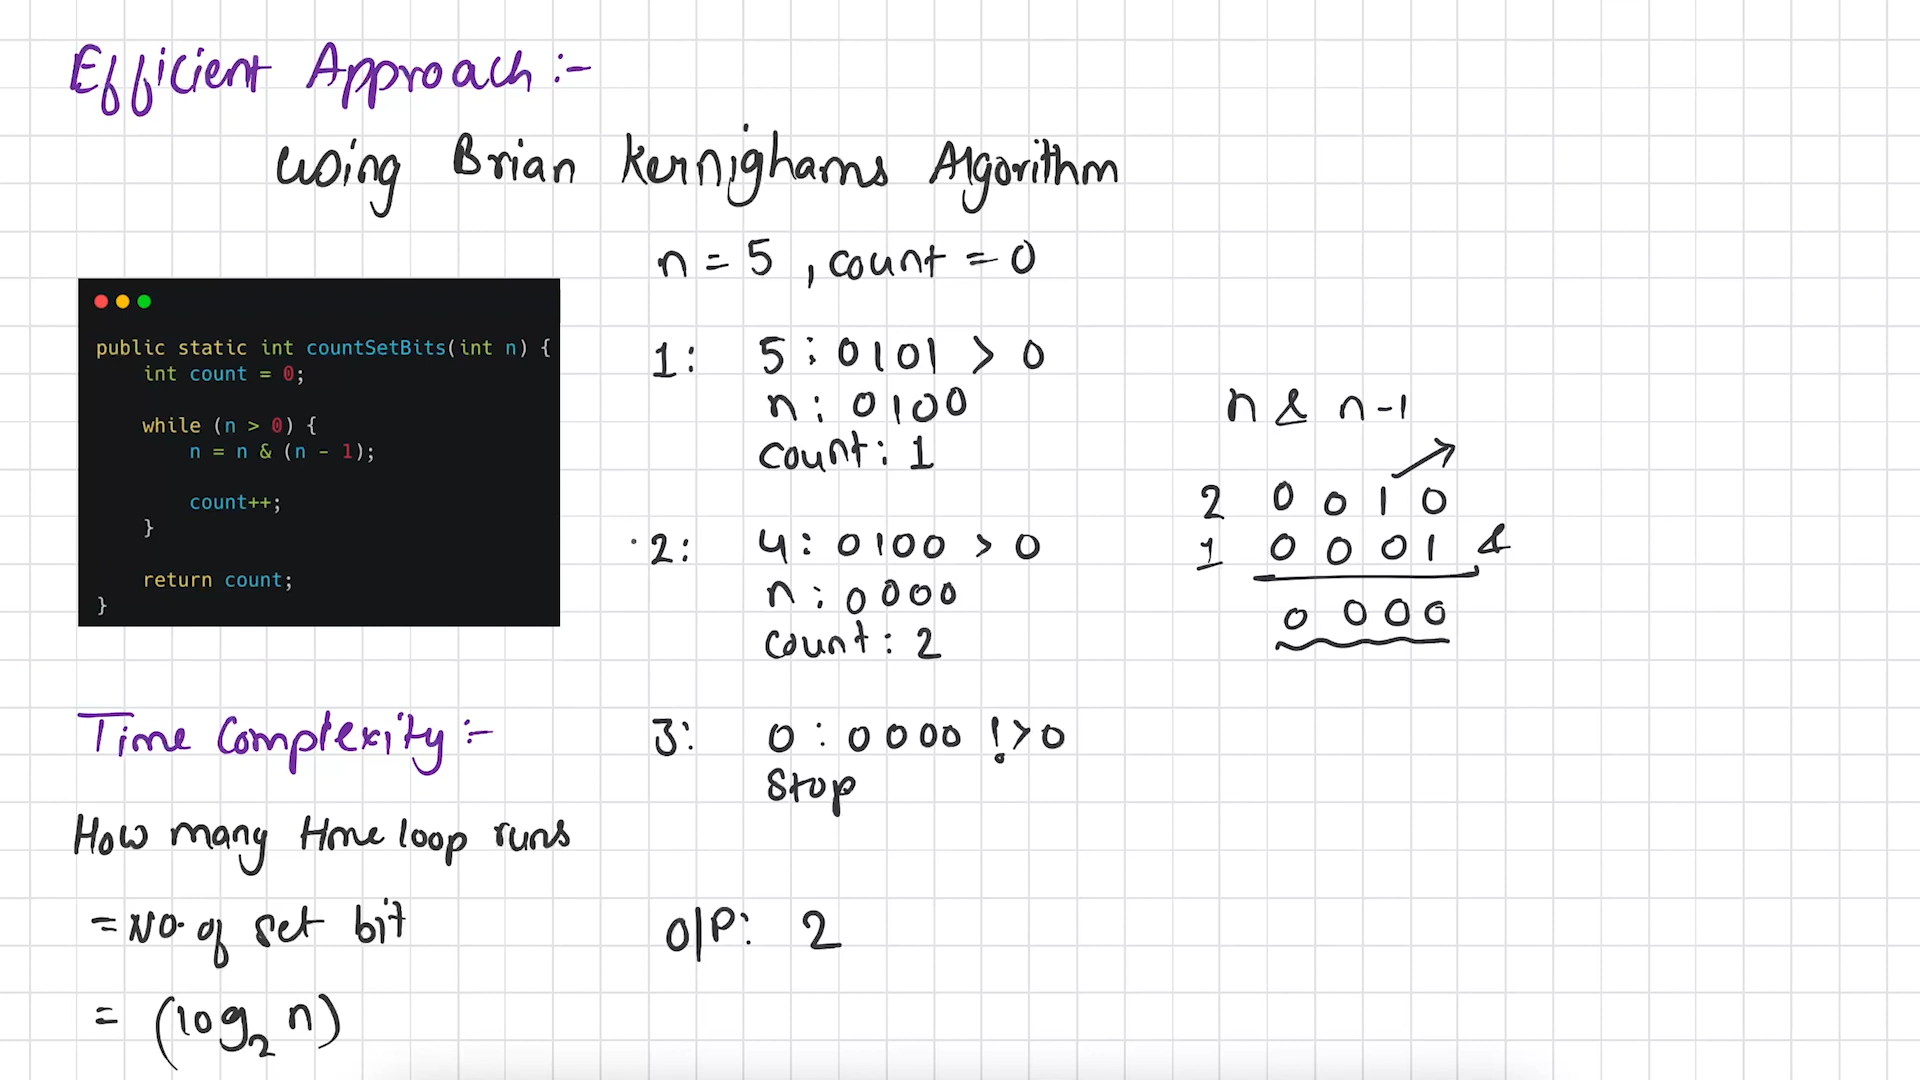 Efficient Approach :-
using Brian Kernighams Algorithm
n = 5 , count = 0
public static int countSetBits(int n) {
int count = 0;
while (n > 0) {
n = n & (n - 1);
count++;
}
return count;
}
1: 5 : 0101 > 0
n : 0100
count : 1
2: 4 : 0100 > 0
n : 0000
count : 2
3: 0 : 0000 !> 0
Stop
O/P: 2
n & n-1
2 0 0 1 0
1 0 0 0 1 &
0 0 0 0
Time Complexity :-
How many time loop runs
= No. of set bit
= (log₂ n)